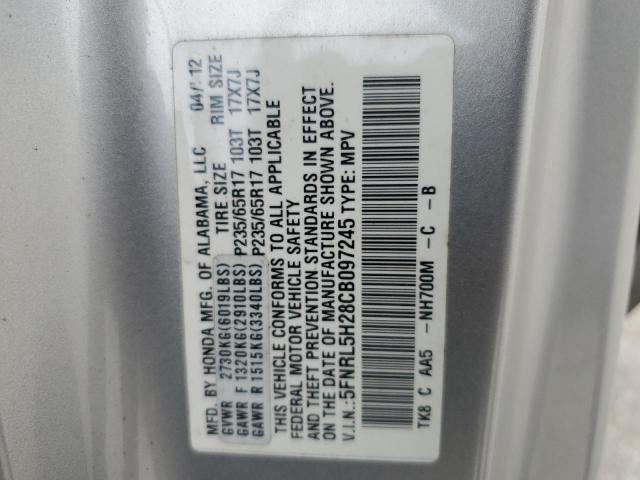 MFD. BY HONDA MFG. OF ALABAMA, LLC 04/12
GVWR 2730KG(6019LBS) TIRE SIZE RIM SIZE
GAWR F 1320KG(2910LBS) P235/65R17 103T 17X7J
GAWR R 1515KG(3340LBS) P235/65R17 103T 17X7J
THIS VEHICLE CONFORMS TO ALL APPLICABLE
FEDERAL MOTOR VEHICLE SAFETY
AND THEFT PREVENTION STANDARDS IN EFFECT
ON THE DATE OF MANUFACTURE SHOWN ABOVE.
V.I.N.:5FNRL5H28CB097245 TYPE: MPV
TK8 C AA5 -NH700M -C -B